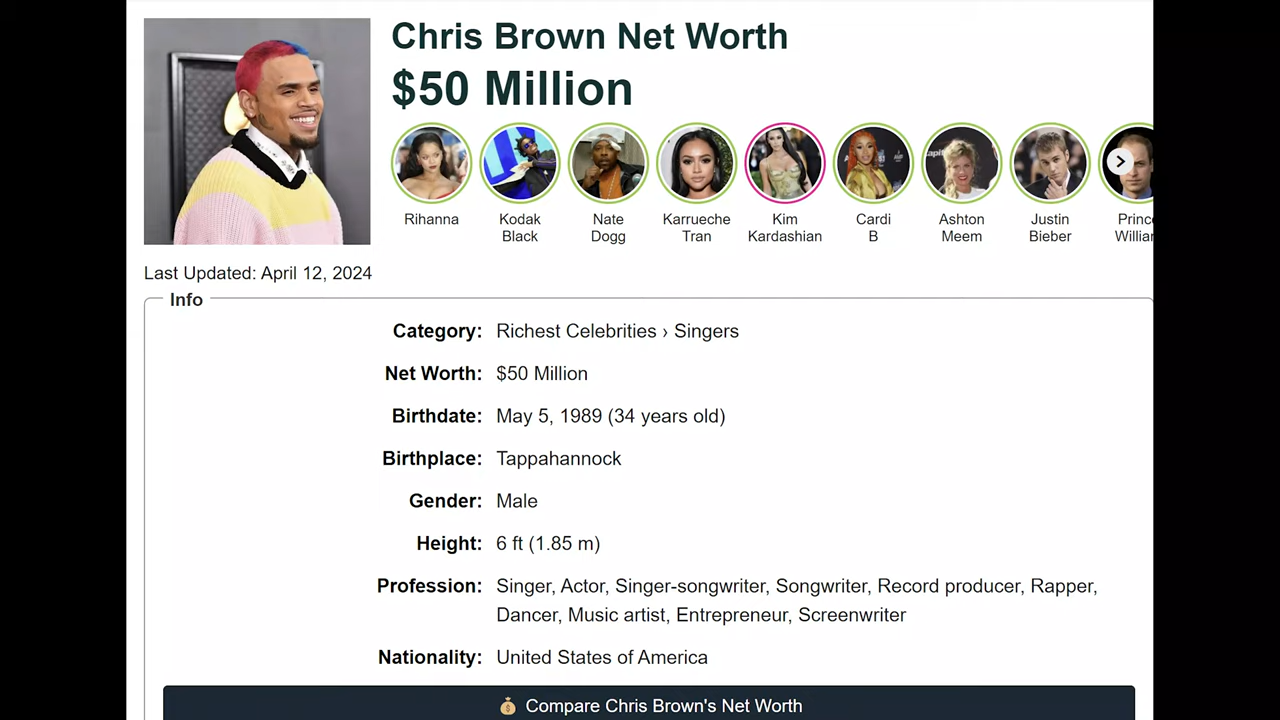 Chris Brown Net Worth
$50 Million
Rihanna
Kodak
Black
Nate
Dogg
Karrueche
Tran
Kim
Kardashian
Cardi
B
Ashton
Meem
Justin
Bieber
Princ
Willian
Last Updated: April 12, 2024
Info
Category: Richest Celebrities › Singers
Net Worth: $50 Million
Birthdate: May 5, 1989 (34 years old)
Birthplace: Tappahannock
Gender: Male
Height: 6 ft (1.85 m)
Profession: Singer, Actor, Singer-songwriter, Songwriter, Record producer, Rapper,
Dancer, Music artist, Entrepreneur, Screenwriter
Nationality: United States of America
Compare Chris Brown's Net Worth